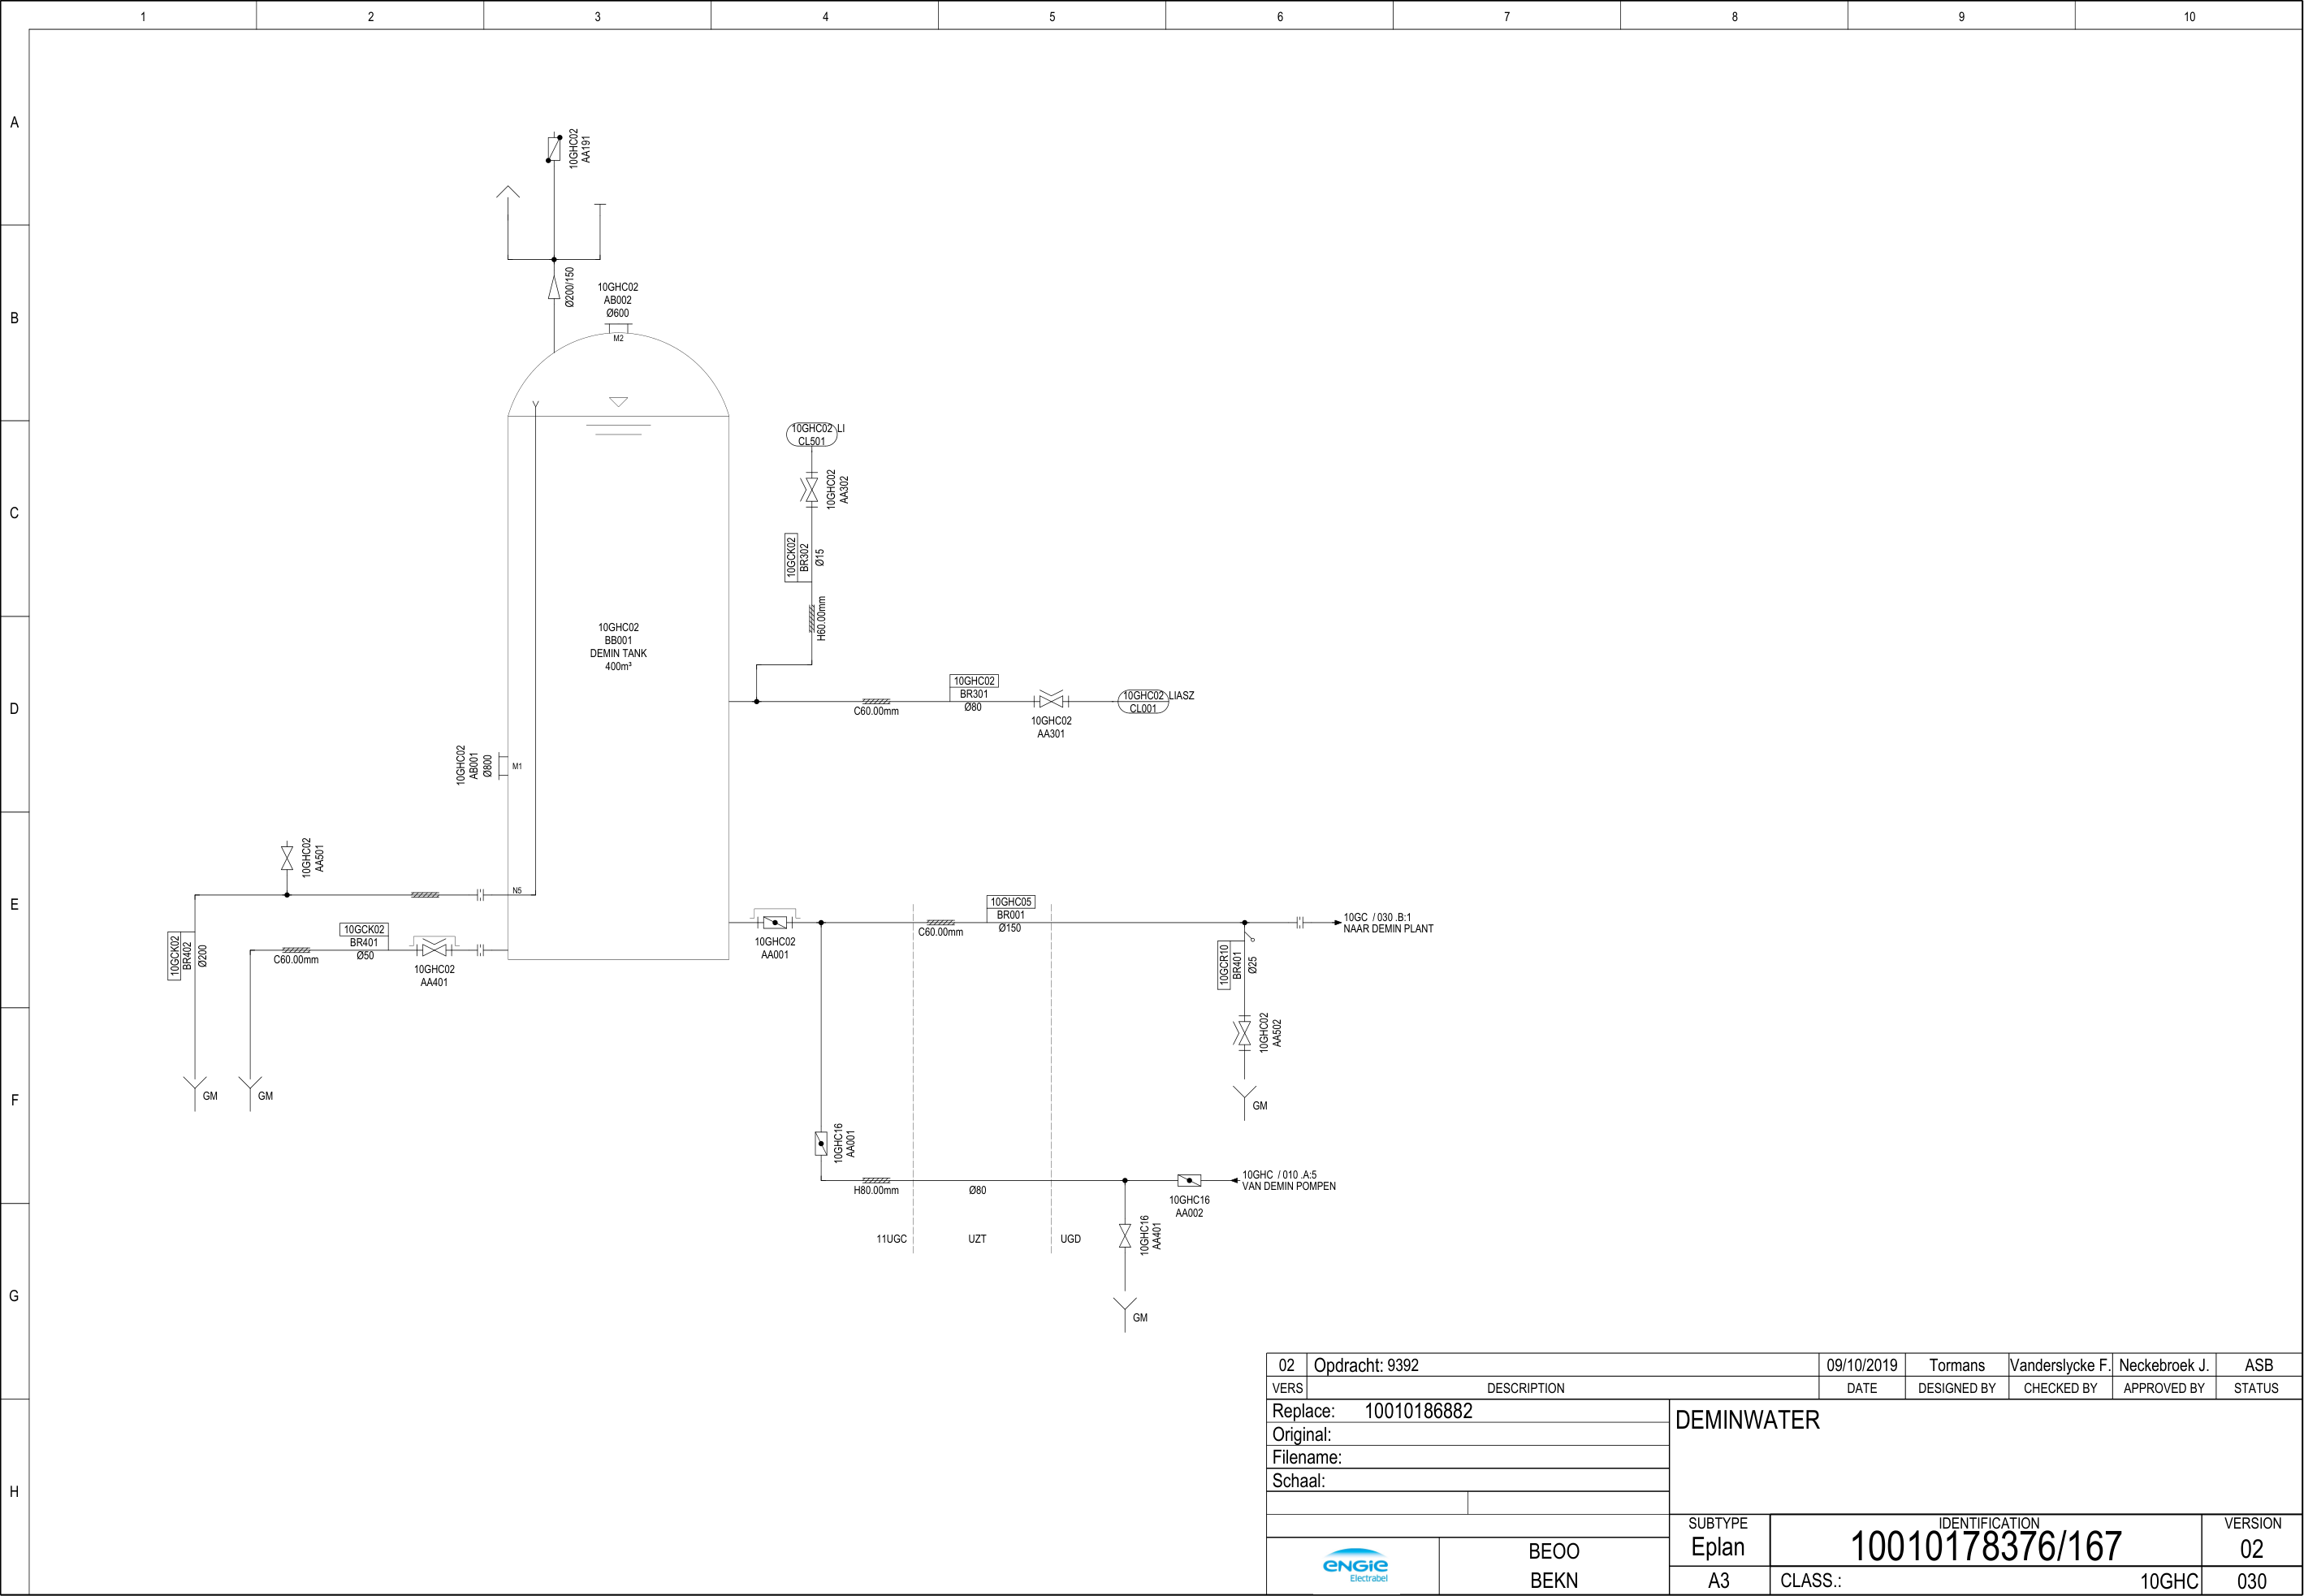 1 2 3 4 5 6 7 8 9 10
A
B
C
D
E
F
G
H
10GHC02
AA191
Ø200/150
10GHC02
AB002
Ø600
M2
10GHC02 LI
CL501
10GHC02
AA302
10GCK02
BR302
Ø15
H60.00mm
10GHC02
BB001
DEMIN TANK
400m³
C60.00mm
10GHC02
BR301
Ø80
10GHC02
AA301
10GHC02 LIASZ
CL001
10GHC02
AB001
Ø800
M1
10GHC02
AA501
N5
10GCK02
BR402
Ø200
C60.00mm
10GCK02
BR401
Ø50
10GHC02
AA401
GM
GM
10GHC02
AA001
C60.00mm
10GHC05
BR001
Ø150
10GC / 030 .B:1
NAAR DEMIN PLANT
10GCR10
BR401
Ø25
10GHC02
AA502
GM
10GHC16
AA001
H80.00mm
Ø80
10GHC16
AA002
10GHC / 010 .A:5
VAN DEMIN POMPEN
10GHC16
AA401
11UGC
UZT
UGD
GM
02 Opdracht: 9392 09/10/2019 Tormans Vanderslycke F. Neckebroek J. ASB
VERS DESCRIPTION DATE DESIGNED BY CHECKED BY APPROVED BY STATUS
Replace: 10010186882
Original:
Filename:
Schaal:
DEMINWATER
SUBTYPE IDENTIFICATION VERSION
Eplan 10010178376/167 02
A3 CLASS.: 10GHC 030
ENGIE
Electrabel
BEOO
BEKN